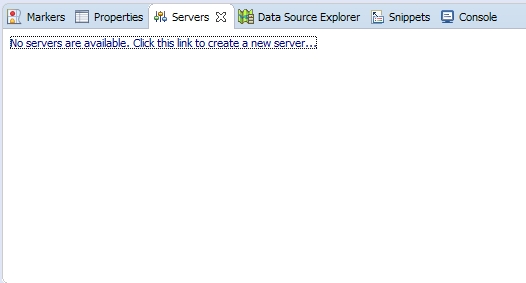 Markers Properties Servers Data Source Explorer Snippets Console
No servers are available. Click this link to create a new server...